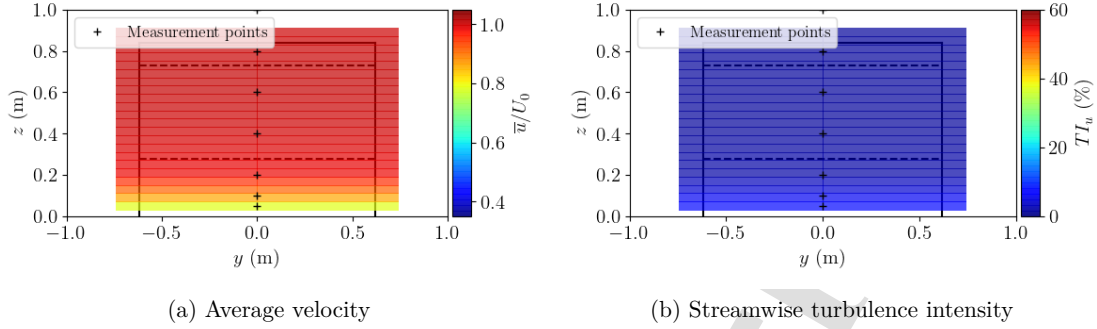 1.0
0.8
0.6
0.4
0.2
0.0
z (m)
Measurement points
−1.0 −0.5 0.0 0.5 1.0
y (m)
1.0
0.8
0.6
0.4
u̅/U₀
(a) Average velocity
1.0
0.8
0.6
0.4
0.2
0.0
z (m)
Measurement points
−1.0 −0.5 0.0 0.5 1.0
y (m)
60
40
20
0
TIᵤ (%)
(b) Streamwise turbulence intensity